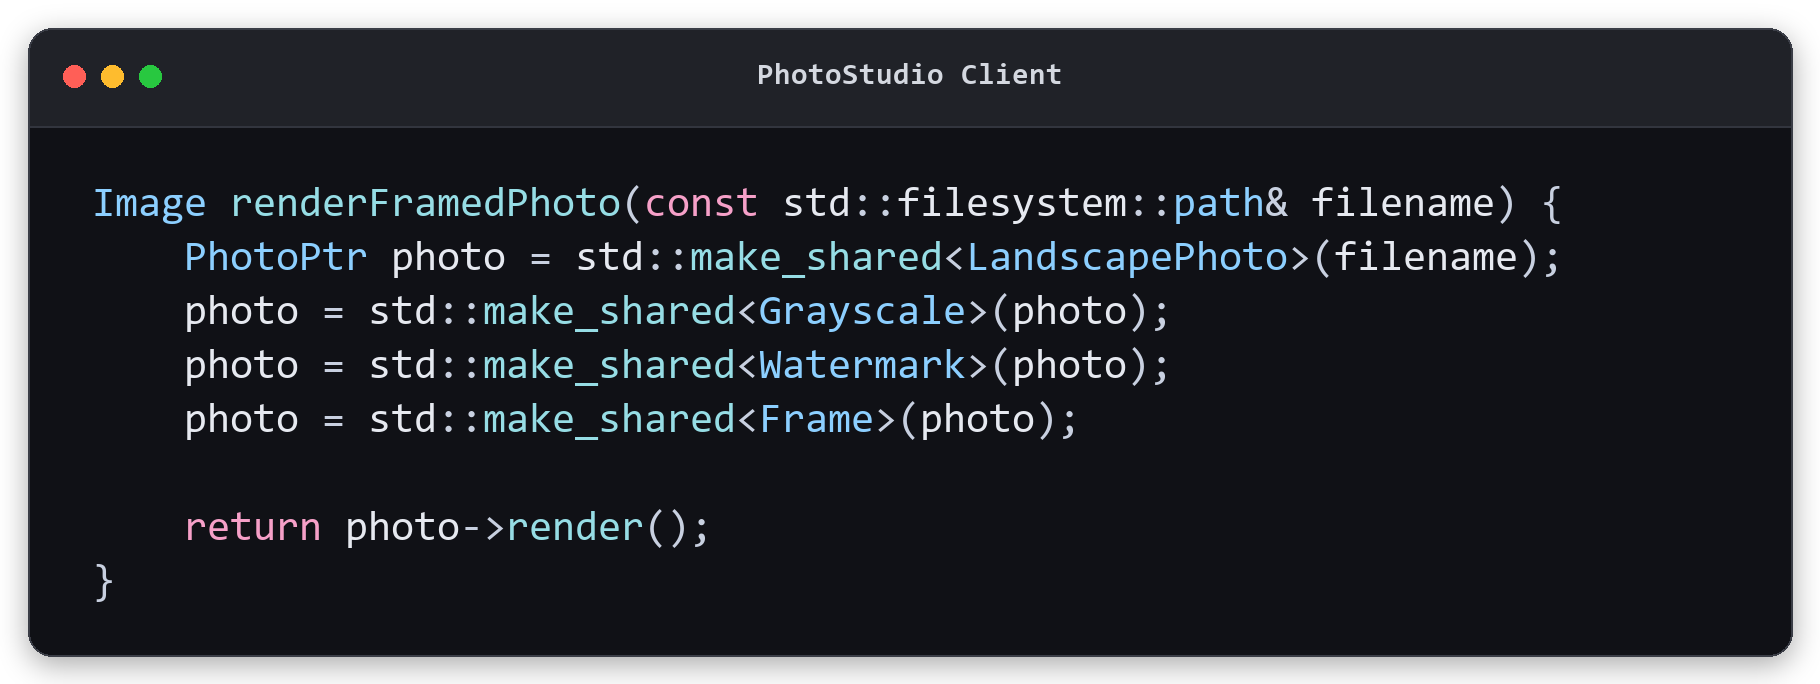 PhotoStudio Client
Image renderFramedPhoto(const std::filesystem::path& filename) {
    PhotoPtr photo = std::make_shared<LandscapePhoto>(filename);
    photo = std::make_shared<Grayscale>(photo);
    photo = std::make_shared<Watermark>(photo);
    photo = std::make_shared<Frame>(photo);

    return photo->render();
}